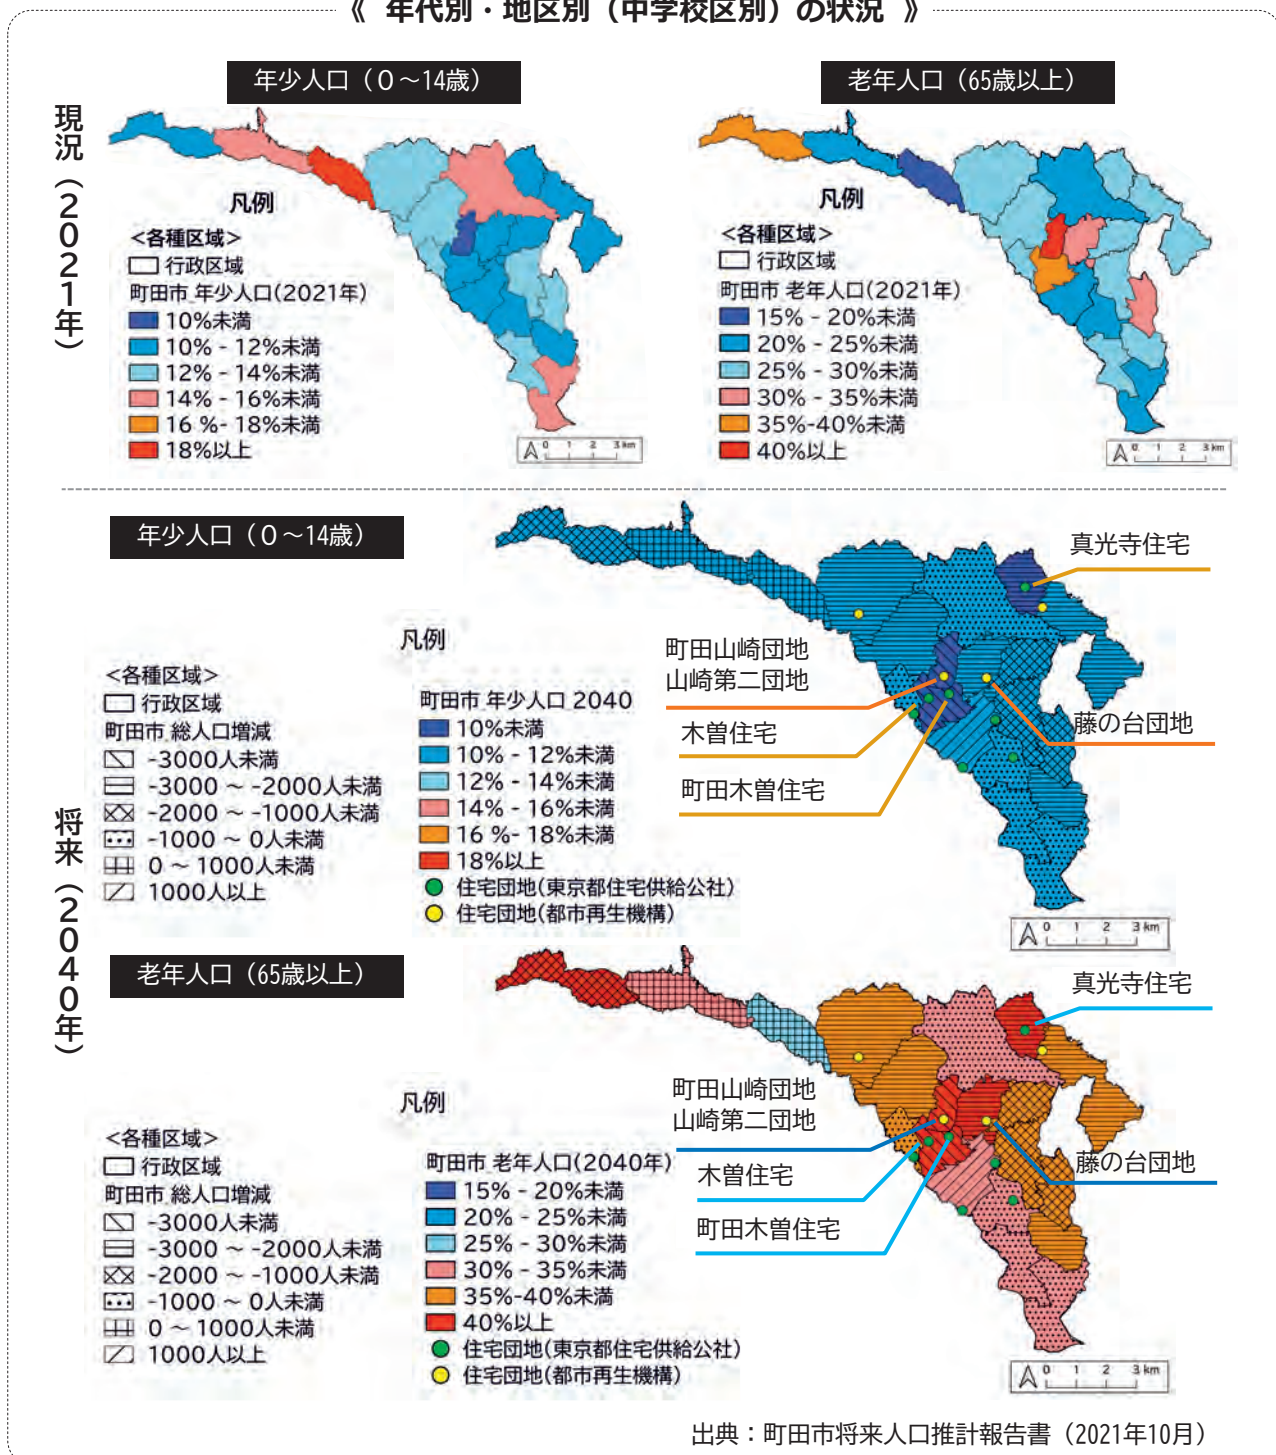 《 年代別・地区別（中学校区別）の状況 》
現況（2021年）
年少人口（0～14歳）
凡例
<各種区域>
行政区域
町田市 年少人口(2021年)
10%未満
10% - 12%未満
12% - 14%未満
14% - 16%未満
16 %- 18%未満
18%以上
0 1 2 3 km
老年人口（65歳以上）
凡例
<各種区域>
行政区域
町田市 老年人口(2021年)
15% - 20%未満
20% - 25%未満
25% - 30%未満
30% - 35%未満
35%-40%未満
40%以上
0 1 2 3 km
将来（2040年）
年少人口（0～14歳）
凡例
<各種区域>
行政区域
町田市 総人口増減
-3000人未満
-3000 ～ -2000人未満
-2000 ～ -1000人未満
-1000 ～ 0人未満
0 ～ 1000人未満
1000人以上
町田市 年少人口 2040
10%未満
10% - 12%未満
12% - 14%未満
14% - 16%未満
16 %- 18%未満
18%以上
住宅団地(東京都住宅供給公社)
住宅団地(都市再生機構)
真光寺住宅
町田山崎団地
山崎第二団地
木曽住宅
町田木曽住宅
藤の台団地
0 1 2 3 km
老年人口（65歳以上）
凡例
<各種区域>
行政区域
町田市 総人口増減
-3000人未満
-3000 ～ -2000人未満
-2000 ～ -1000人未満
-1000 ～ 0人未満
0 ～ 1000人未満
1000人以上
町田市 老年人口(2040年)
15% - 20%未満
20% - 25%未満
25% - 30%未満
30% - 35%未満
35%-40%未満
40%以上
住宅団地(東京都住宅供給公社)
住宅団地(都市再生機構)
真光寺住宅
町田山崎団地
山崎第二団地
木曽住宅
町田木曽住宅
藤の台団地
0 1 2 3 km
出典：町田市将来人口推計報告書（2021年10月）